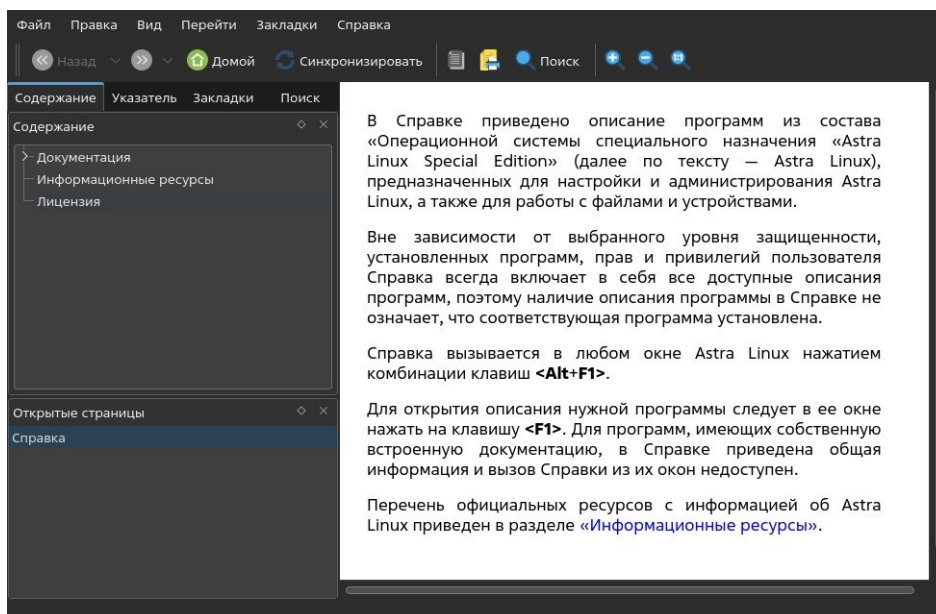 Файл Правка Вид Перейти Закладки Справка
Назад Домой Синхронизировать Поиск
Содержание Указатель Закладки Поиск
Содержание
Документация
Информационные ресурсы
Лицензия
Открытые страницы
Справка
В Справке приведено описание программ из состава
«Операционной системы специального назначения «Astra
Linux Special Edition» (далее по тексту — Astra Linux),
предназначенных для настройки и администрирования Astra
Linux, а также для работы с файлами и устройствами.
Вне зависимости от выбранного уровня защищенности,
установленных программ, прав и привилегий пользователя
Справка всегда включает в себя все доступные описания
программ, поэтому наличие описания программы в Справке не
означает, что соответствующая программа установлена.
Справка вызывается в любом окне Astra Linux нажатием
комбинации клавиш <Alt+F1>.
Для открытия описания нужной программы следует в ее окне
нажать на клавишу <F1>. Для программ, имеющих собственную
встроенную документацию, в Справке приведена общая
информация и вызов Справки из их окон недоступен.
Перечень официальных ресурсов с информацией об Astra
Linux приведен в разделе «Информационные ресурсы».